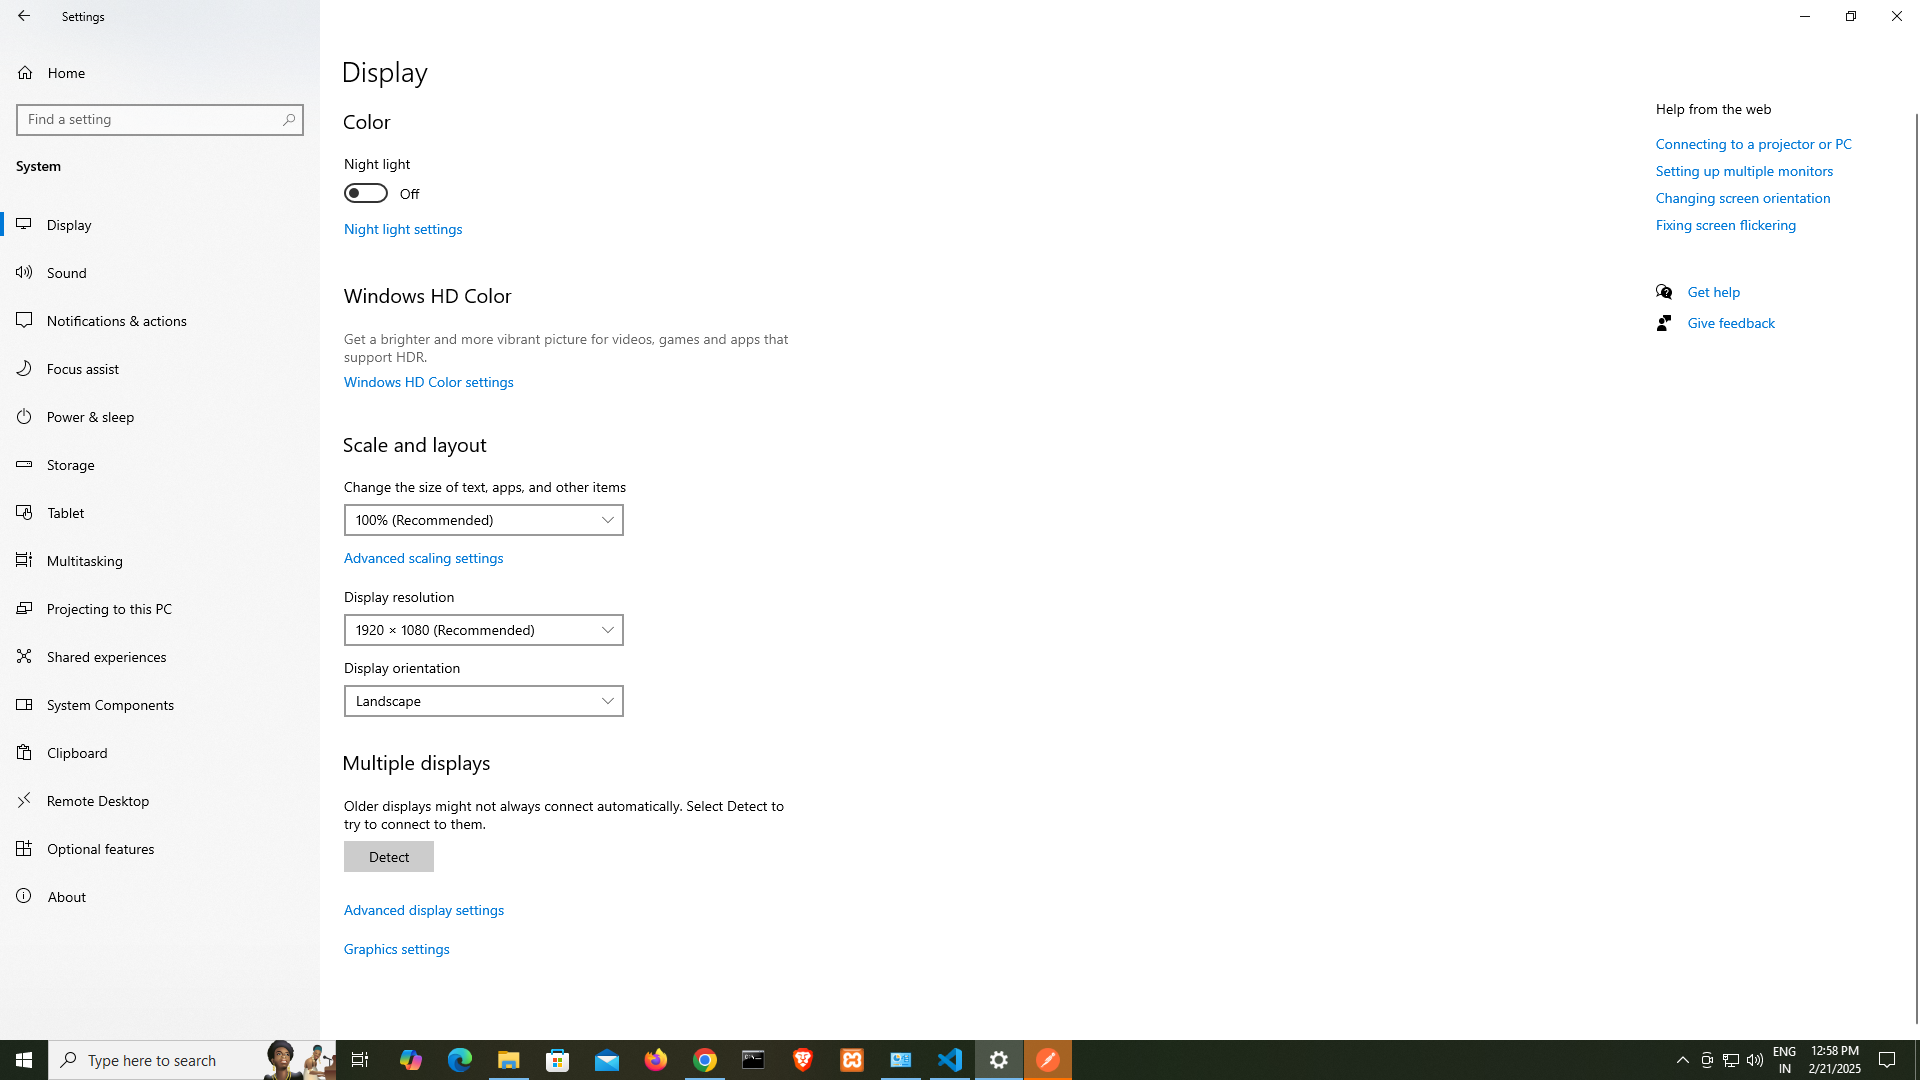 Settings
Home
Find a setting
System
Display
Sound
Notifications & actions
Focus assist
Power & sleep
Storage
Tablet
Multitasking
Projecting to this PC
Shared experiences
System Components
Clipboard
Remote Desktop
Optional features
About
Display
Color
Night light
Off
Night light settings
Windows HD Color
Get a brighter and more vibrant picture for videos, games and apps that
support HDR.
Windows HD Color settings
Scale and layout
Change the size of text, apps, and other items
100% (Recommended)
Advanced scaling settings
Display resolution
1920 × 1080 (Recommended)
Display orientation
Landscape
Multiple displays
Older displays might not always connect automatically. Select Detect to
try to connect to them.
Detect
Advanced display settings
Graphics settings
Help from the web
Connecting to a projector or PC
Setting up multiple monitors
Changing screen orientation
Fixing screen flickering
Get help
Give feedback
Type here to search
ENG
IN
12:58 PM
2/21/2025